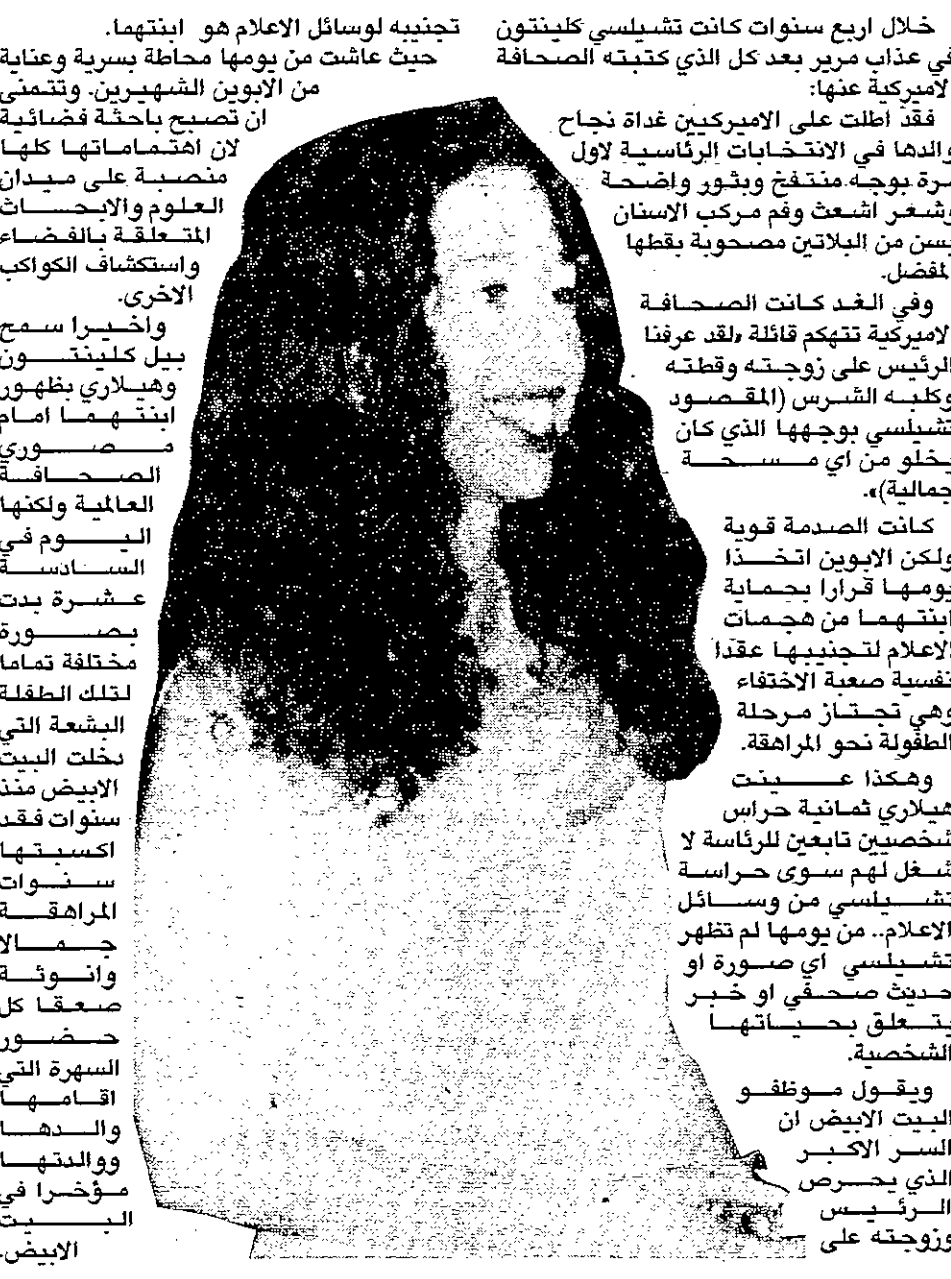 خلال اربع سنوات كانت تشيلسي كلينتون
في عذاب مرير بعد كل الذي كتبته الصحافة
الاميركية عنها:
فقد اطلت على الاميركيين غداة نجاح
والدها في الانتخابات الرئاسية لاول
مرة بوجه منتفخ وبثور واضحة
وشعر اشعث وفم مركب الاسنان
بسن من البلاتين مصحوبة بقطها
المفضل.
وفي الغد كانت الصحافة
الاميركية تتهكم قائلة «لقد عرفنا
الرئيس على زوجته وقطته
وكلبه الشرس (المقصود
تشيلسي بوجهها الذي كان
يخلو من اي مسحة
جمالية)».
كانت الصدمة قوية
ولكن الابوين اتخذا
يومها قرارا بحماية
ابنتهما من هجمات
الاعلام لتجنيبها عقدا
نفسية صعبة الاختفاء
وهي تجتاز مرحلة
الطفولة نحو المراهقة.
وهكذا عينت
هيلاري ثمانية حراس
شخصيين تابعين للرئاسة لا
شغل لهم سوى حراسة
تشيلسي من وسائل
الاعلام.. من يومها لم تظهر
تشيلسي اي صورة او
حديث صحفي او خبر
يتعلق بحياتها
الشخصية.
ويقول موظفو
البيت الابيض ان
السر الاكبر
الذي يحرص
الرئيس
وزوجته على
تجنيبه لوسائل الاعلام هو ابنتهما.
حيث عاشت من يومها محاطة بسرية وعناية
من الابوين الشهيرين. وتتمنى
ان تصبح باحثة فضائية
لان اهتماماتها كلها
منصبة على ميدان
العلوم والابحساث
المتعلقة بالفضاء
واستكشاف الكواكب
الاخرى.
واخيرا سمح
بيل كلينتون
وهيلاري بظهور
ابنتهما امام
مصوري
الصحافة
العالمية ولكنها
اليوم في
السادسة
عشرة بدت
بصورة
مختلفة تماما
لتلك الطفلة
البشعة التي
دخلت البيت
الابيض منذ
سنوات فقد
اكسبتها
سنوات
المراهقة
جمالا
وانوثة
صعقا كل
حضور
السهرة التي
اقامها
والدها
ووالدتها
مؤخرا في
البيت
الابيض.